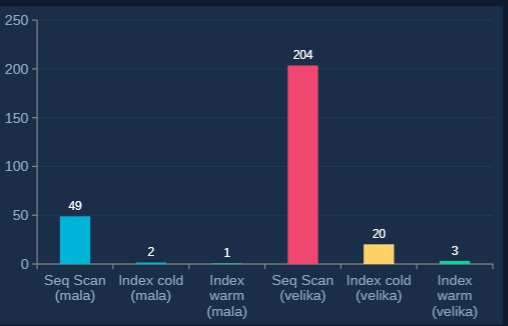 250
200
150
100
50
0
49
2
1
204
20
3
Seq Scan
(mala)
Index cold
(mala)
Index
warm
(mala)
Seq Scan
(velika)
Index cold
(velika)
Index
warm
(velika)